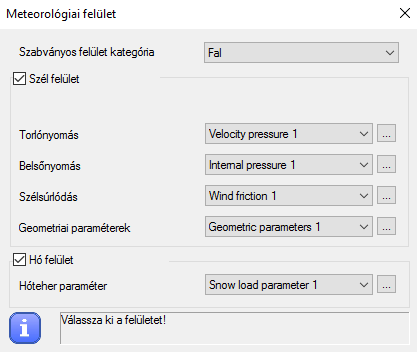 Meteorológiai felület
Szabványos felület kategória Fal
Szél felület
Torlónyomás Velocity pressure 1 ...
Belsőnyomás Internal pressure 1 ...
Szélsúrlódás Wind friction 1 ...
Geometriai paraméterek Geometric parameters 1 ...
Hó felület
Hóteher paraméter Snow load parameter 1 ...
Válassza ki a felületet!